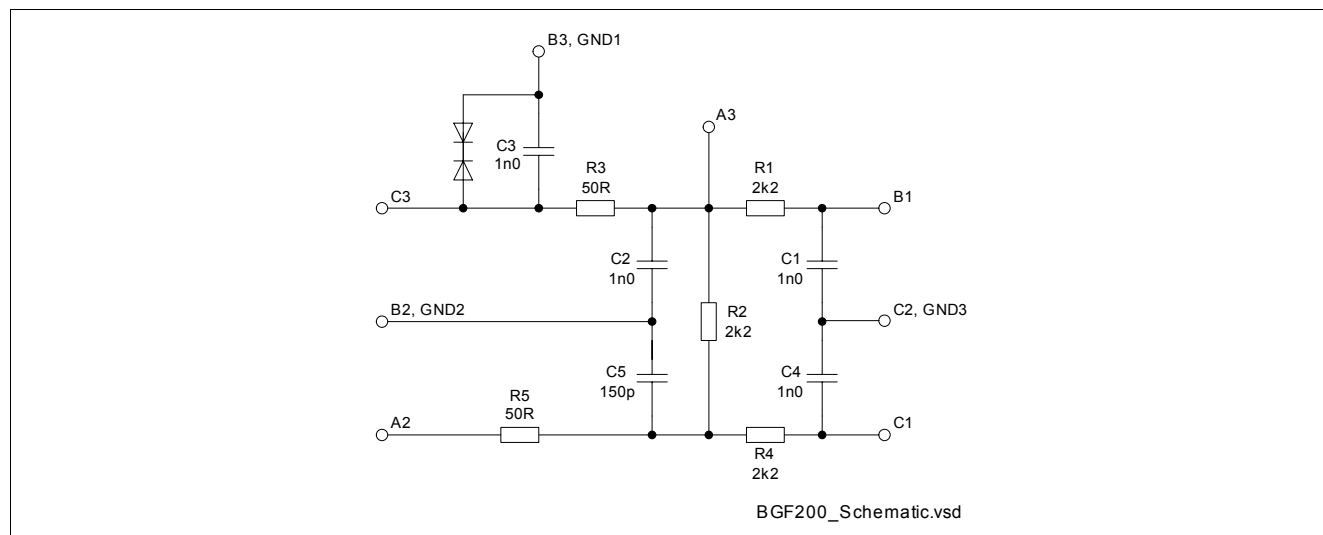 B3, GND1
A3
C3
1n0
R3
50R
R1
2k2
C3
B1
C2
1n0
C1
1n0
B2, GND2
R2
2k2
C2, GND3
C5
150p
C4
1n0
R5
50R
A2
C1
R4
2k2
BGF200_Schematic.vsd